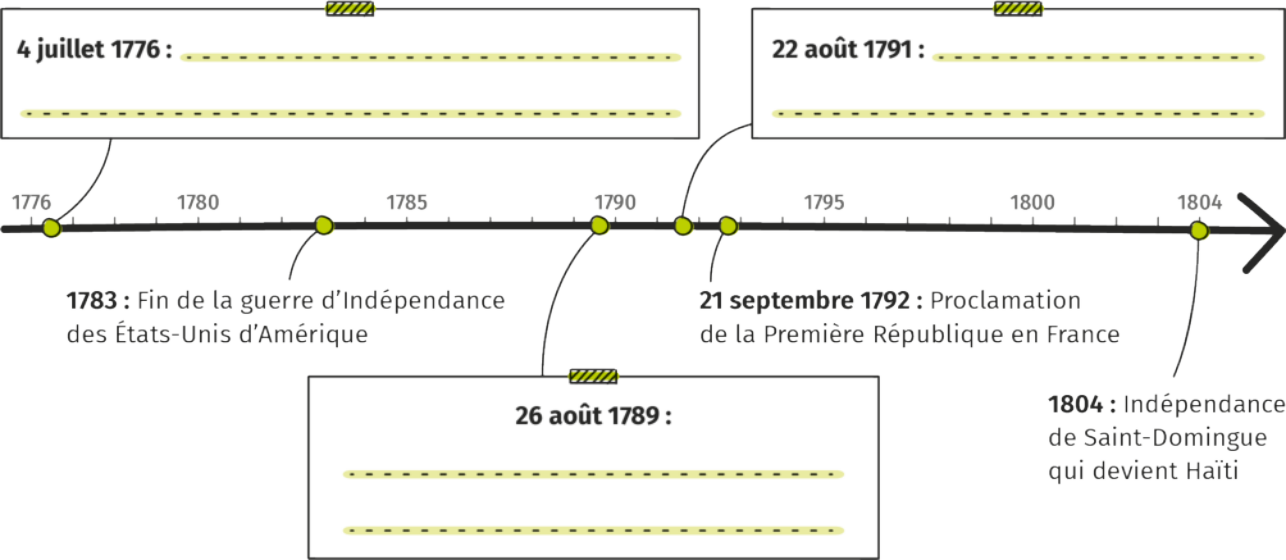 4 juillet 1776 :
22 août 1791 :
1776 1780 1785 1790 1795 1800 1804
1783 : Fin de la guerre d’Indépendance
des États-Unis d’Amérique
21 septembre 1792 : Proclamation
de la Première République en France
26 août 1789 :
1804 : Indépendance
de Saint-Domingue
qui devient Haïti